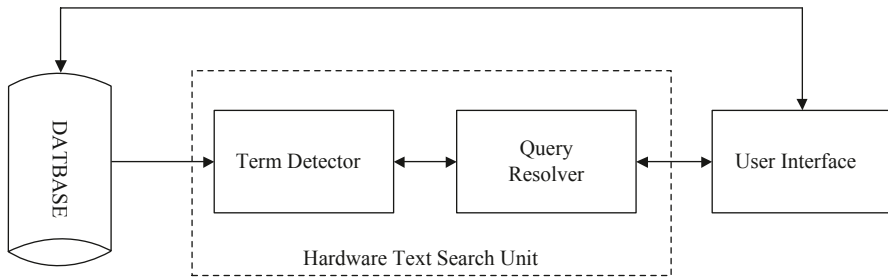 DATBASE
Term Detector
Query
Resolver
User Interface
Hardware Text Search Unit